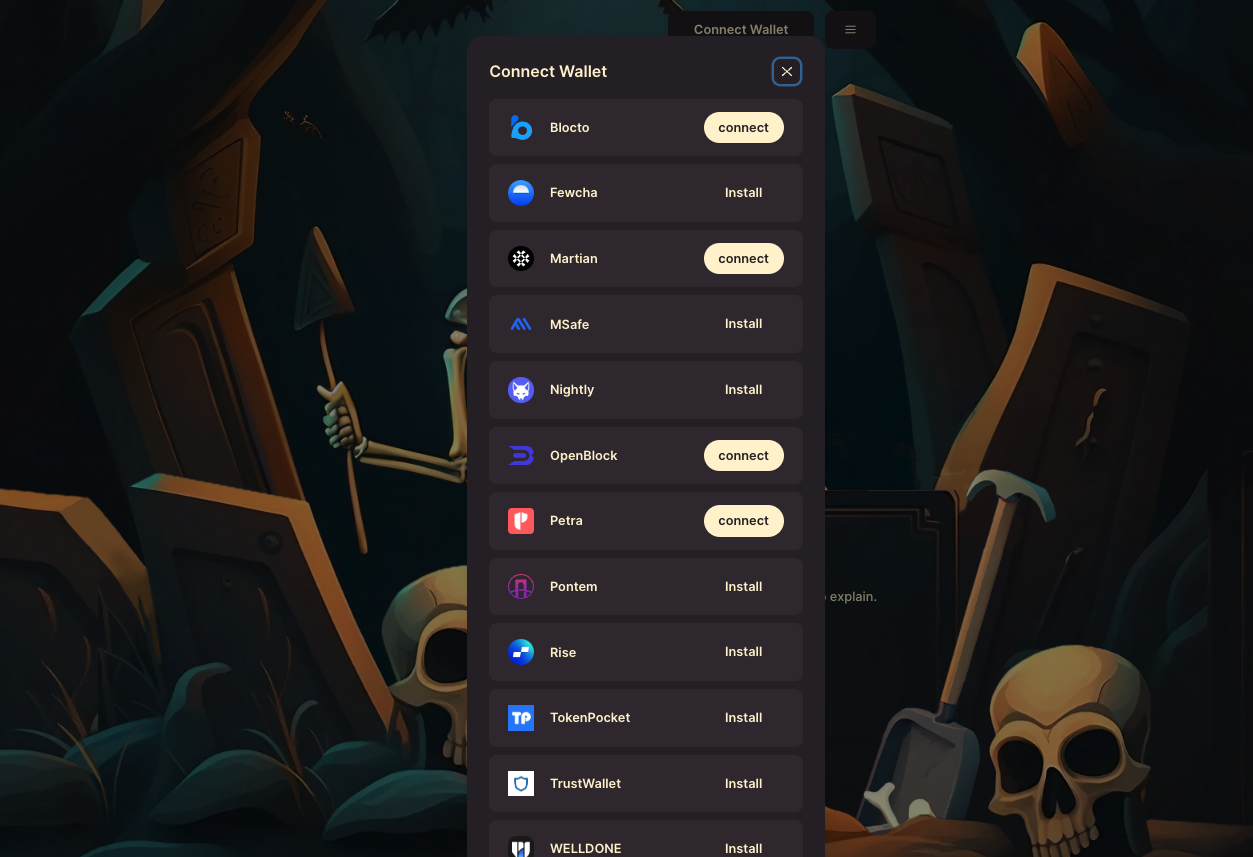 Connect Wallet
Connect Wallet
Blocto connect
Fewcha Install
Martian connect
MSafe Install
Nightly Install
OpenBlock connect
Petra connect
Pontem Install
explain.
Rise Install
TP TokenPocket Install
TrustWallet Install
WELLDONE Install